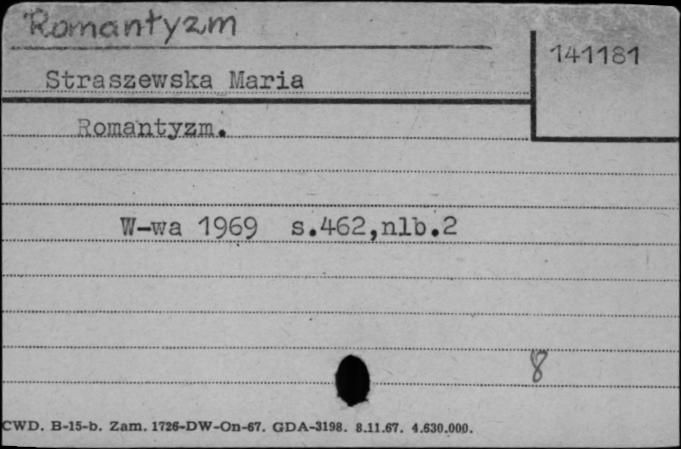 Romantyzm
141181
Straszewska Maria
Romantyzm.
W-wa 1969 s.462,nlb.2
8
CWD. B-15-b. Zam. 1726-DW-On-67. GDA-3198. 8.11.67. 4.630.000.